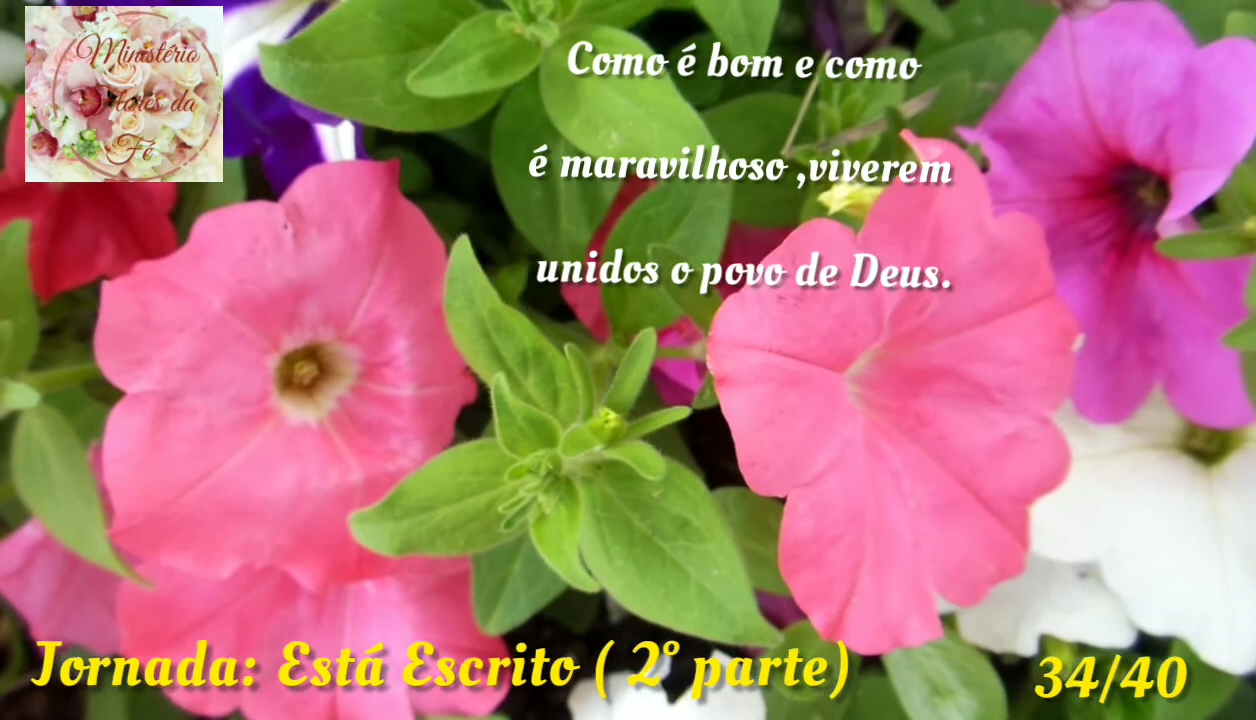 Ministério
Flores da
Fé
Como é bom e como
é maravilhoso ,viverem
unidos o povo de Deus.
Jornada: Está Escrito ( 2º parte)
34/40